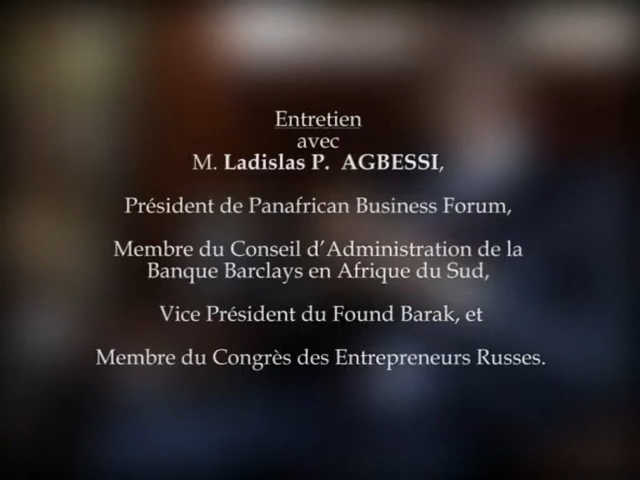 Entretien
avec
M. Ladislas P. AGBESSI,
Président de Panafrican Business Forum,
Membre du Conseil d'Administration de la
Banque Barclays en Afrique du Sud,
Vice Président du Found Barak, et
Membre du Congrès des Entrepreneurs Russes.